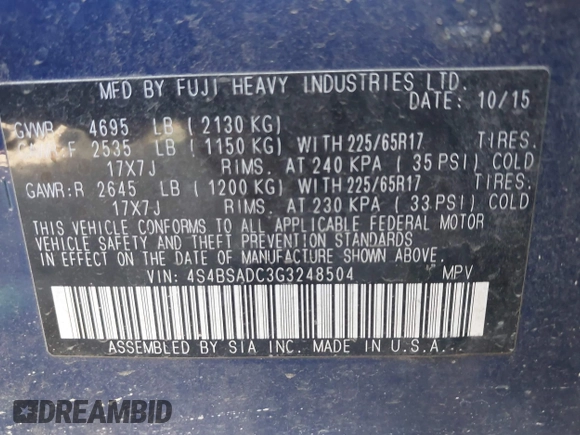 MFD BY FUJI HEAVY INDUSTRIES LTD.
DATE: 10/15
GVWR 4695 LB (2130 KG)
F 2535 LB (1150 KG) WITH 225/65R17 TIRES.
17X7J RIMS. AT 240 KPA (35 PSI) COLD
GAWR:R 2645 LB (1200 KG) WITH 225/65R17 TIRES.
17X7J RIMS. AT 230 KPA (33 PSI) COLD
THIS VEHICLE CONFORMS TO ALL APPLICABLE FEDERAL MOTOR
VEHICLE SAFETY AND THEFT PREVENTION STANDARDS
IN EFFECT ON THE DATE OF MANUFACTURE SHOWN ABOVE.
VIN: 4S4BSADC3G3248504 MPV
ASSEMBLED BY SIA INC. MADE IN U.S.A...
DREAMBID